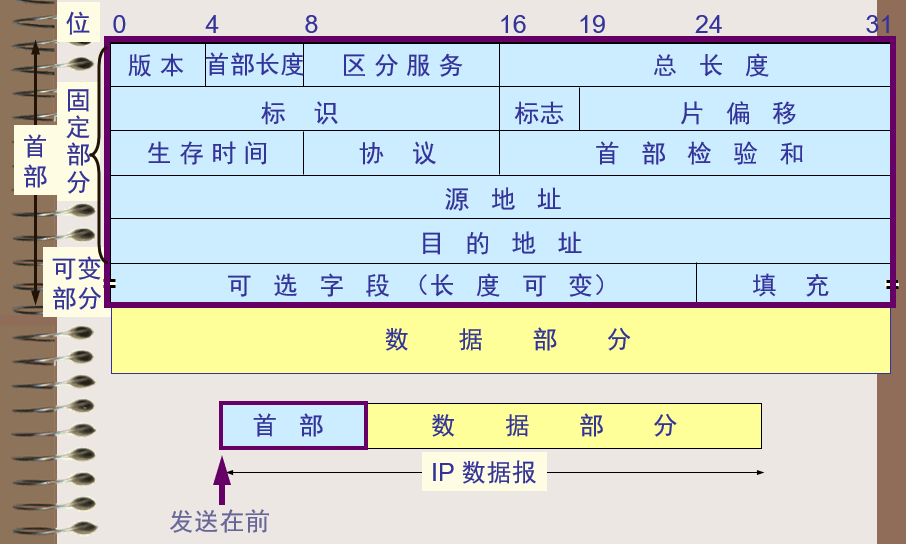 位 0 4 8 16 19 24 31
版本 首部长度 区分服务 总长度
标识 标志 片偏移
生存时间 协议 首部检验和
源地址
目的地址
可选字段（长度可变） 填充
首部
固定部分
可变部分
数据部分
首部 数据部分
IP 数据报
发送在前